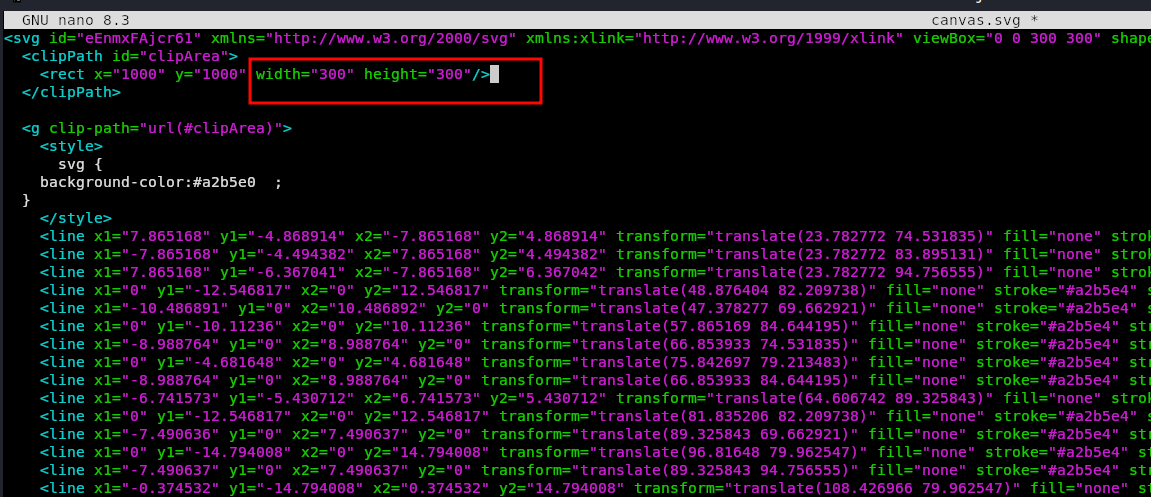 GNU nano 8.3 canvas.svg *
<svg id="eEnmxFAjcr61" xmlns="http://www.w3.org/2000/svg" xmlns:xlink="http://www.w3.org/1999/xlink" viewBox="0 0 300 300" shape
<clipPath id="clipArea">
<rect x="1000" y="1000" width="300" height="300"/>
</clipPath>
<g clip-path="url(#clipArea)">
<style>
svg {
background-color:#a2b5e0  ;
}
</style>
<line x1="7.865168" y1="-4.868914" x2="-7.865168" y2="4.868914" transform="translate(23.782772 74.531835)" fill="none" strok
<line x1="-7.865168" y1="-4.494382" x2="7.865168" y2="4.494382" transform="translate(23.782772 83.895131)" fill="none" strok
<line x1="7.865168" y1="-6.367041" x2="-7.865168" y2="6.367042" transform="translate(23.782772 94.756555)" fill="none" strok
<line x1="0" y1="-12.546817" x2="0" y2="12.546817" transform="translate(48.876404 82.209738)" fill="none" stroke="#a2b5e4" s
<line x1="-10.486891" y1="0" x2="10.486892" y2="0" transform="translate(47.378277 69.662921)" fill="none" stroke="#a2b5e4" s
<line x1="0" y1="-10.11236" x2="0" y2="10.11236" transform="translate(57.865169 84.644195)" fill="none" stroke="#a2b5e4" str
<line x1="-8.988764" y1="0" x2="8.988764" y2="0" transform="translate(66.853933 74.531835)" fill="none" stroke="#a2b5e4" str
<line x1="0" y1="-4.681648" x2="0" y2="4.681648" transform="translate(75.842697 79.213483)" fill="none" stroke="#a2b5e4" str
<line x1="-8.988764" y1="0" x2="8.988764" y2="0" transform="translate(66.853933 84.644195)" fill="none" stroke="#a2b5e4" str
<line x1="-6.741573" y1="-5.430712" x2="6.741573" y2="5.430712" transform="translate(64.606742 89.325843)" fill="none" strok
<line x1="0" y1="-12.546817" x2="0" y2="12.546817" transform="translate(81.835206 82.209738)" fill="none" stroke="#a2b5e4" s
<line x1="-7.490636" y1="0" x2="7.490637" y2="0" transform="translate(89.325843 69.662921)" fill="none" stroke="#a2b5e4" str
<line x1="0" y1="-14.794008" x2="0" y2="14.794008" transform="translate(96.81648 79.962547)" fill="none" stroke="#a2b5e4" st
<line x1="-7.490637" y1="0" x2="7.490637" y2="0" transform="translate(89.325843 94.756555)" fill="none" stroke="#a2b5e4" str
<line x1="-0.374532" y1="-14.794008" x2="0.374532" y2="14.794008" transform="translate(108.426966 79.962547)" fill="none" st